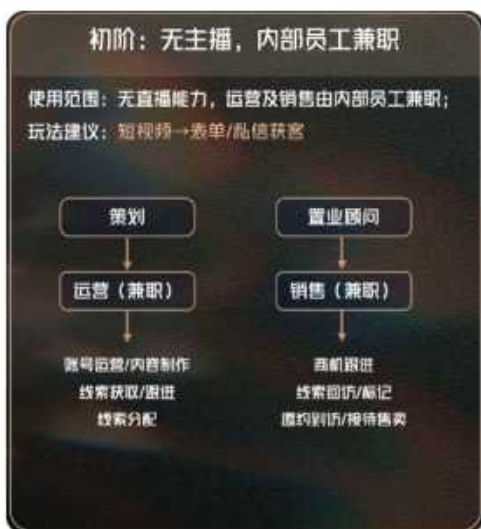 初阶：无主播，内部员工兼职
使用范围：无直播能力，运营及销售由内部员工兼职；
玩法建议：短视频→表单/私信获客
策划
置业顾问
运营（兼职）
销售（兼职）
账号运营/内容制作
线索获取/跟进
线索分配
商机跟进
线索回访/标记
邀约到访/接待售卖